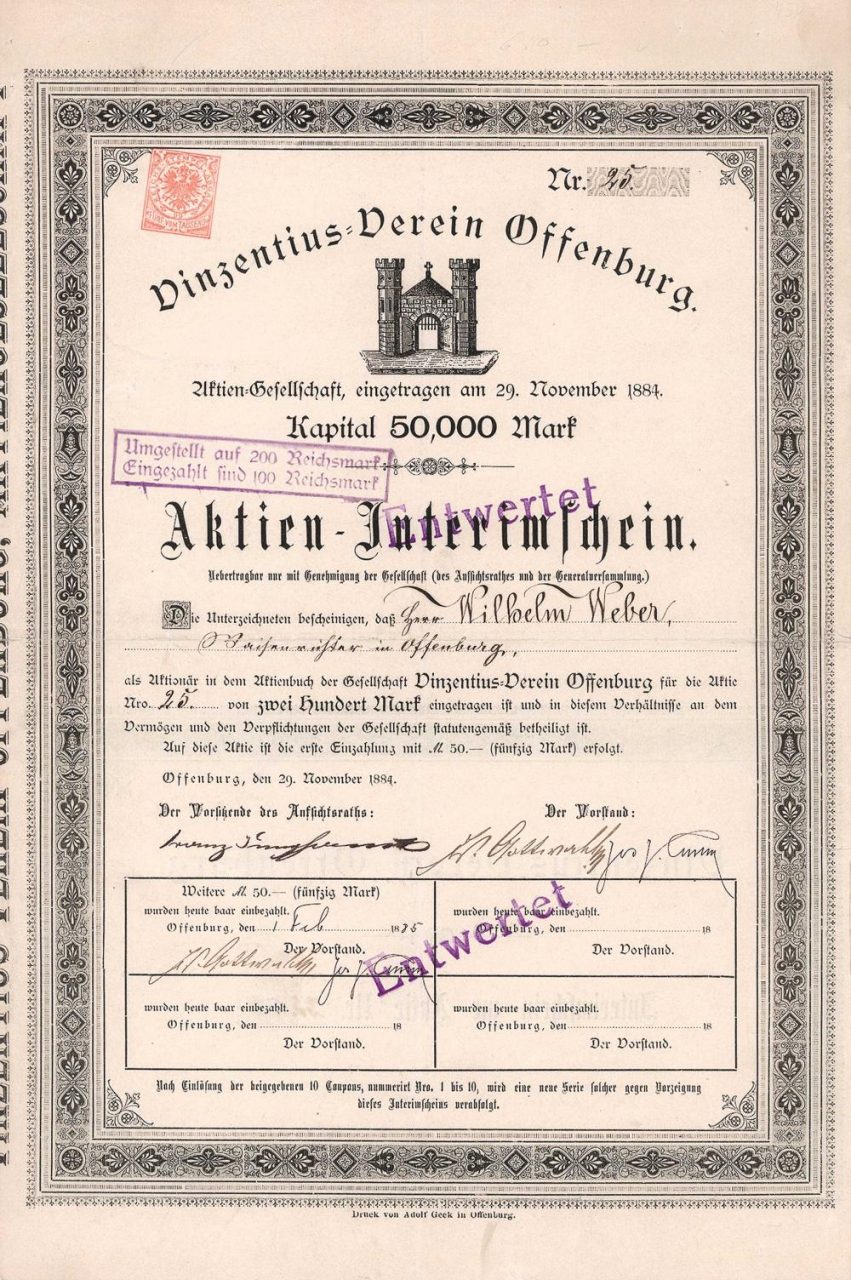 Nr. 25.
Vinzentius-Verein Offenburg.
Aktien-Gesellschaft, eingetragen am 29. November 1884.
Kapital 50,000 Mark
Umgestellt auf 200 Reichsmark
Eingezahlt sind 100 Reichsmark
Entwertet
Aktien-Interimschein.
Uebertragbar nur mit Genehmigung der Gesellschaft (des Aufsichtsrathes und der Generalversammlung.)
Die Unterzeichneten bescheinigen, daß Herr Wilhelm Weber,
Waisenrichter in Offenburg,
als Aktionär in dem Aktienbuch der Gesellschaft Vinzentius-Verein Offenburg für die Aktie
Nro. 25. von zwei Hundert Mark eingetragen ist und in diesem Verhältnisse an dem
Vermögen und den Verpflichtungen der Gesellschaft statutengemäß betheiligt ist.
Auf diese Aktie ist die erste Einzahlung mit M. 50.— (fünfzig Mark) erfolgt.
Offenburg, den 29. November 1884.
Der Vorsitzende des Aufsichtsraths:
Der Vorstand:
Weitere M. 50.— (fünfzig Mark)
wurden heute baar einbezahlt.
Offenburg, den 1 Feb 1885
Der Vorstand.
wurden heute baar einbezahlt.
Offenburg, den 18
Der Vorstand.
Entwertet
wurden heute baar einbezahlt.
Offenburg, den 18
Der Vorstand.
wurden heute baar einbezahlt.
Offenburg, den 18
Der Vorstand.
Nach Einlösung der beigegebenen 10 Coupons, nummerirt Nro. 1 bis 10, wird eine neue Serie solcher gegen Vorzeigung
dieses Interimscheins verabfolgt.
Druck von Adolf Geck in Offenburg.